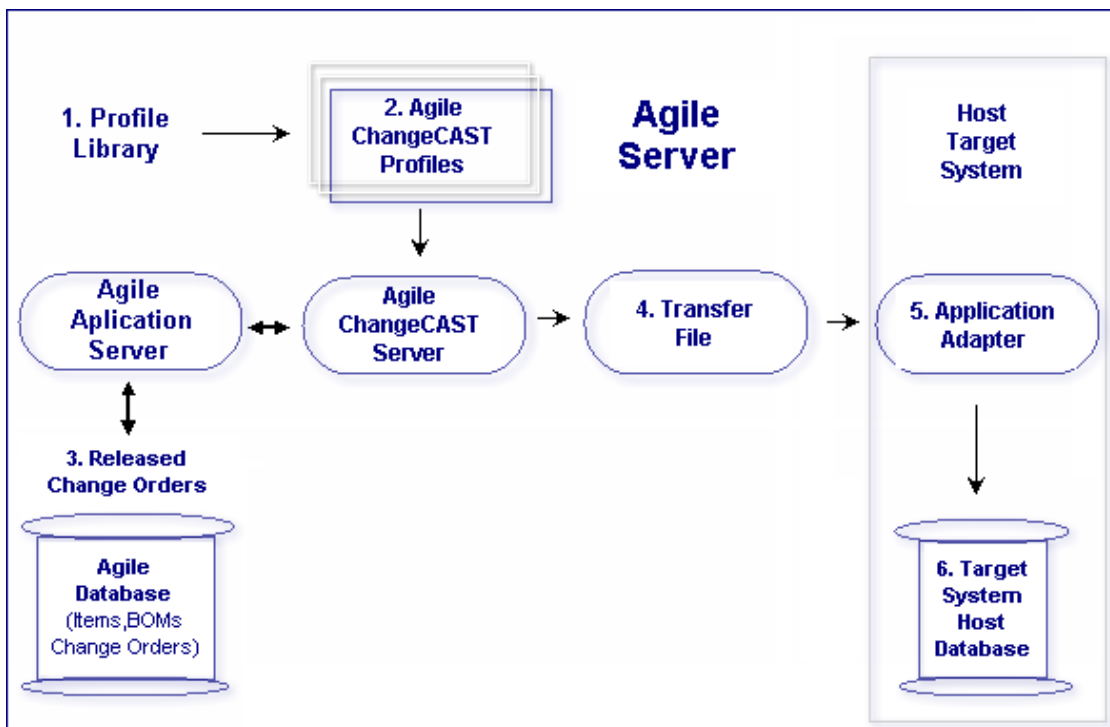 1. Profile
Library
2. Agile
ChangeCAST
Profiles
Agile
Server
Host
Target
System
Agile
Aplication
Server
Agile
ChangeCAST
Server
4. Transfer
File
5. Application
Adapter
3. Released
Change Orders
Agile
Database
(Items,BOMs
Change Orders)
6. Target
System
Host
Database